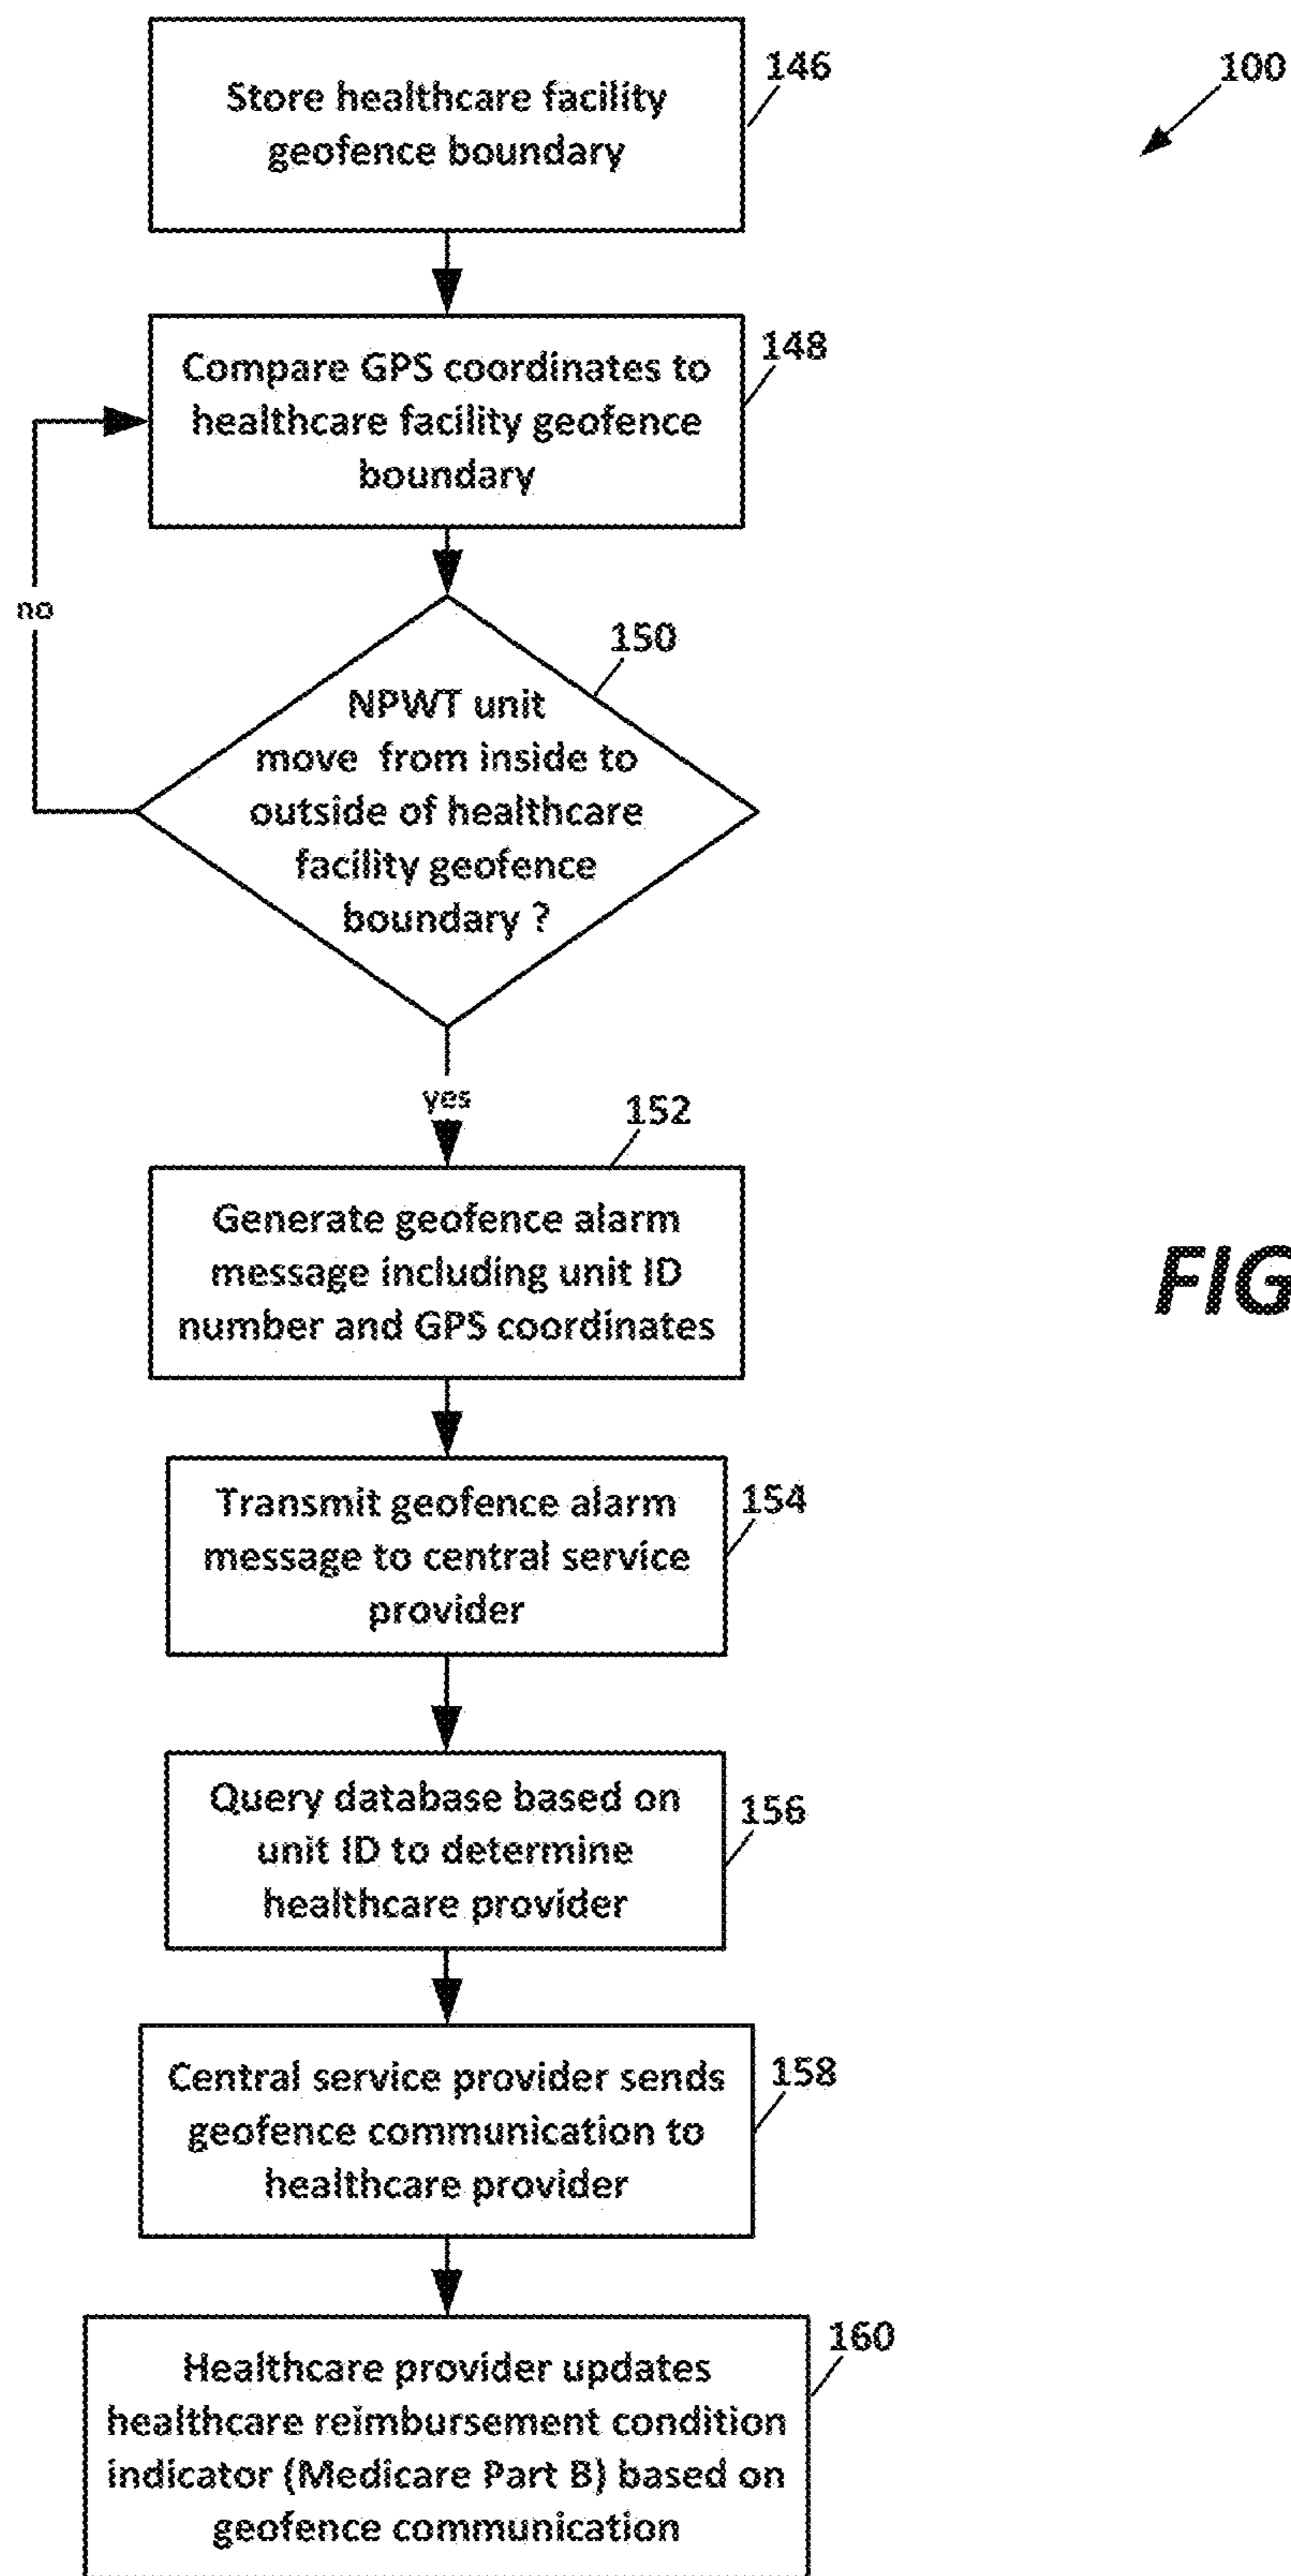 146
100
Store healthcare facility
geofence boundary
148
Compare GPS coordinates to
healthcare facility geofence
boundary
no
150
NPWT unit
move from inside to
outside of healthcare
facility geofence
boundary ?
yes
152
Generate geofence alarm
message including unit ID
number and GPS coordinates
FIG
154
Transmit geofence alarm
message to central service
provider
156
Query database based on
unit ID to determine
healthcare provider
158
Central service provider sends
geofence communication to
healthcare provider
160
Healthcare provider updates
healthcare reimbursement condition
indicator (Medicare Part B) based on
geofence communication